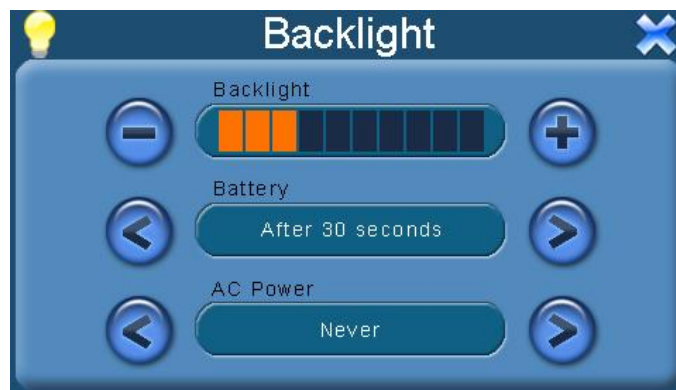 Backlight
Backlight
Battery
After 30 seconds
AC Power
Never